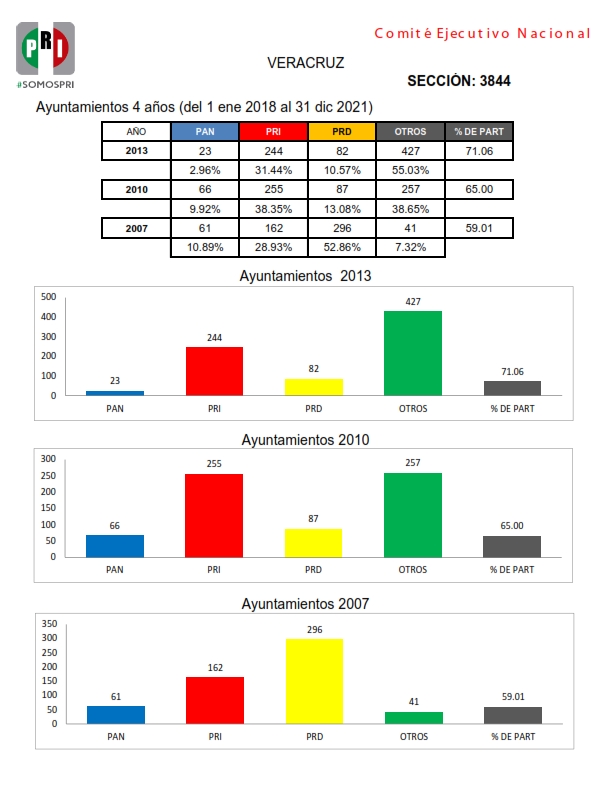 Comité Ejecutivo Nacional
PRI
#SOMOSPRI
VERACRUZ
SECCIÓN: 3844
Ayuntamientos 4 años (del 1 ene 2018 al 31 dic 2021)
AÑO PAN PRI PRD OTROS % DE PART
2013 23 244 82 427 71.06
2.96% 31.44% 10.57% 55.03%
2010 66 255 87 257 65.00
9.92% 38.35% 13.08% 38.65%
2007 61 162 296 41 59.01
10.89% 28.93% 52.86% 7.32%
Ayuntamientos 2013
500
400
300
200
100
0
23 244 82 427 71.06
PAN PRI PRD OTROS % DE PART
Ayuntamientos 2010
300
250
200
150
100
50
0
66 255 87 257 65.00
PAN PRI PRD OTROS % DE PART
Ayuntamientos 2007
350
300
250
200
150
100
50
0
61 162 296 41 59.01
PAN PRI PRD OTROS % DE PART